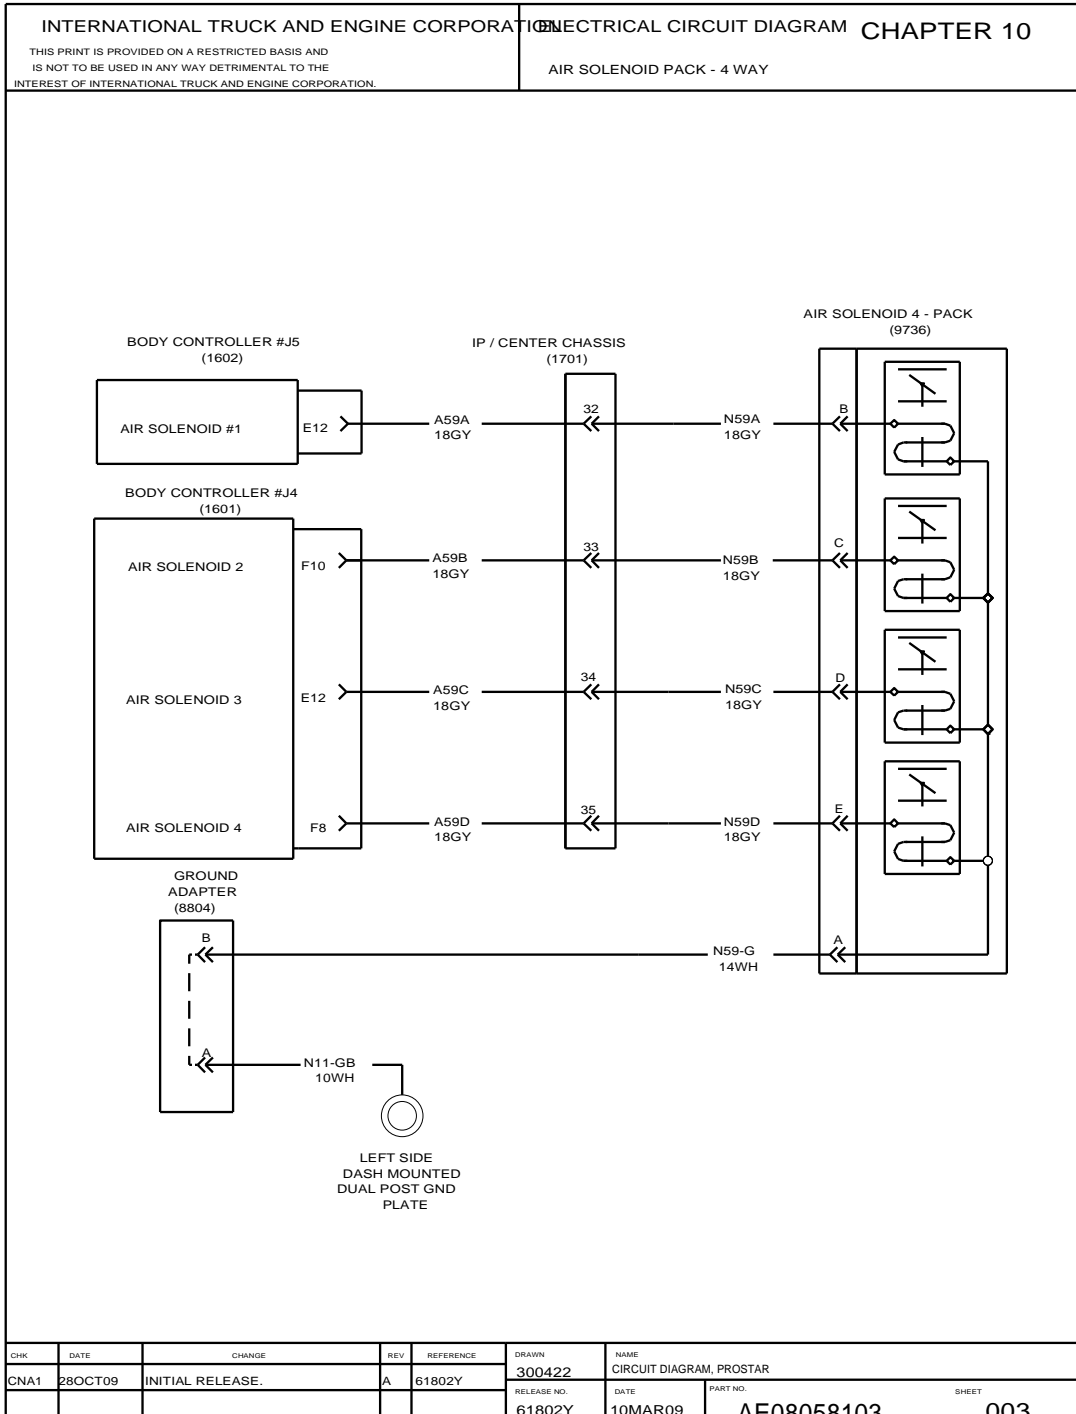 INTERNATIONAL TRUCK AND ENGINE CORPORATION
THIS PRINT IS PROVIDED ON A RESTRICTED BASIS AND
IS NOT TO BE USED IN ANY WAY DETRIMENTAL TO THE
INTEREST OF INTERNATIONAL TRUCK AND ENGINE CORPORATION.
ELECTRICAL CIRCUIT DIAGRAM
CHAPTER 10
AIR SOLENOID PACK - 4 WAY
AIR SOLENOID 4 - PACK
(9736)
BODY CONTROLLER #J5
(1602)
IP / CENTER CHASSIS
(1701)
AIR SOLENOID #1
E12
A59A
18GY
32
N59A
18GY
B
BODY CONTROLLER #J4
(1601)
AIR SOLENOID 2
F10
A59B
18GY
33
N59B
18GY
C
AIR SOLENOID 3
E12
A59C
18GY
34
N59C
18GY
D
AIR SOLENOID 4
F8
A59D
18GY
35
N59D
18GY
E
GROUND
ADAPTER
(8804)
B
N59-G
14WH
A
A
N11-GB
10WH
LEFT SIDE
DASH MOUNTED
DUAL POST GND
PLATE
CHK
DATE
CHANGE
REV
REFERENCE
DRAWN
NAME
CNA1
28OCT09
INITIAL RELEASE.
A
61802Y
300422
CIRCUIT DIAGRAM, PROSTAR
RELEASE NO.
DATE
PART NO.
SHEET
61802Y
10MAR09
AE08058103
003